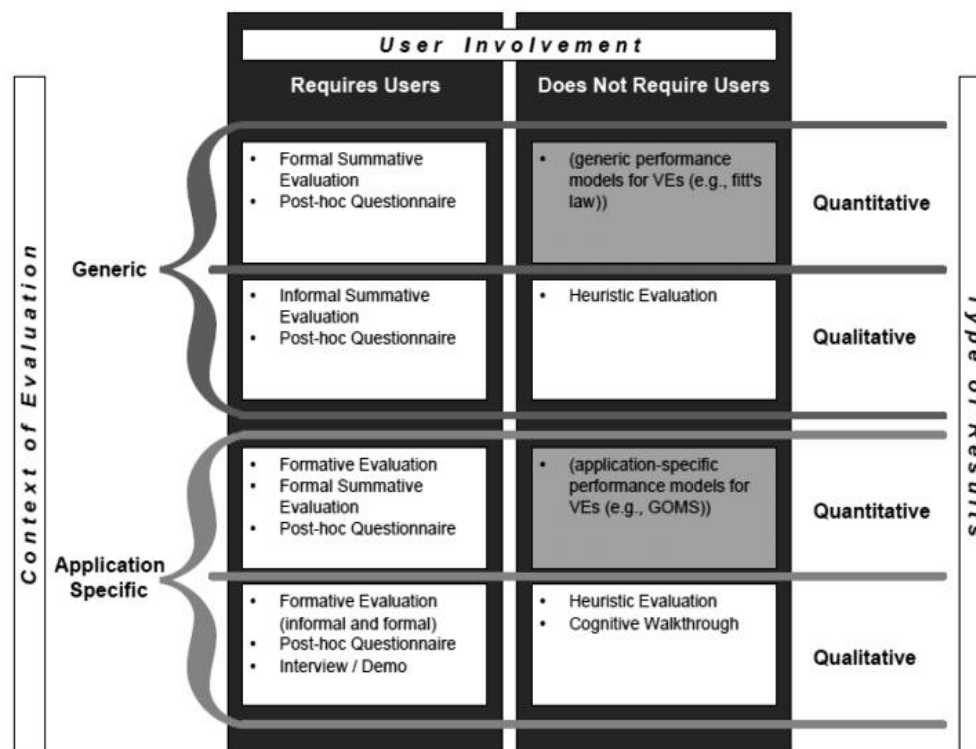 User Involvement
Requires Users
Does Not Require Users
Context of Evaluation
Type of Results
Generic
• Formal Summative
Evaluation
• Post-hoc Questionnaire
• (generic performance
models for VEs (e.g., fitt's
law))
Quantitative
• Informal Summative
Evaluation
• Post-hoc Questionnaire
• Heuristic Evaluation
Qualitative
Application
Specific
• Formative Evaluation
• Formal Summative
Evaluation
• Post-hoc Questionnaire
• (application-specific
performance models for
VEs (e.g., GOMS))
Quantitative
• Formative Evaluation
(informal and formal)
• Post-hoc Questionnaire
• Interview / Demo
• Heuristic Evaluation
• Cognitive Walkthrough
Qualitative